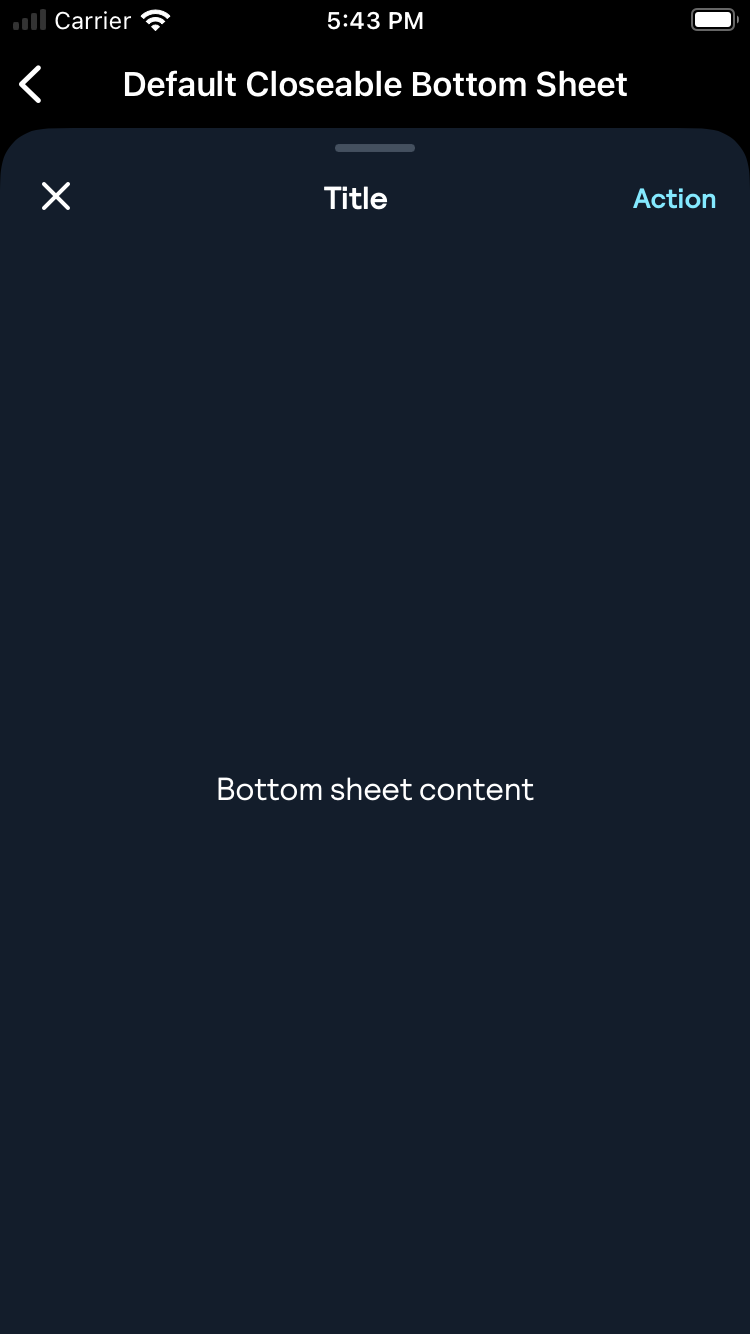 Carrier 5:43 PM
Default Closeable Bottom Sheet
Title Action
Bottom sheet content